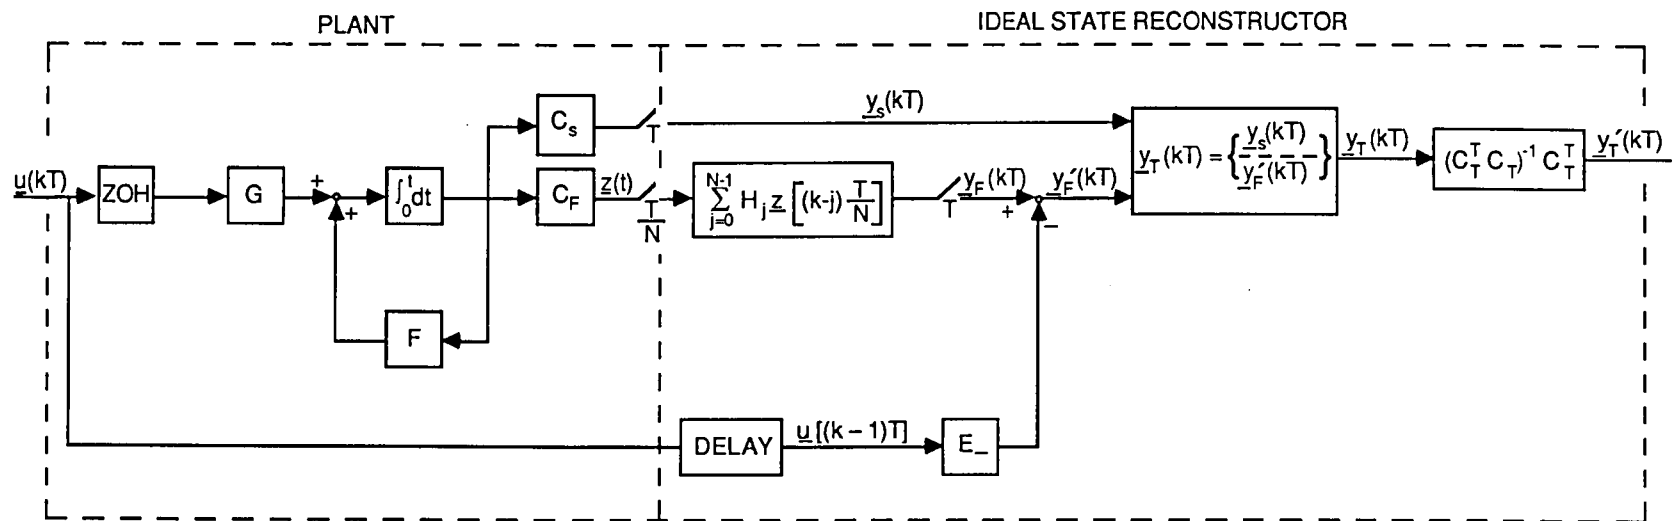 PLANT
IDEAL STATE RECONSTRUCTOR
u(kT)
ZOH
G
+
+
∫₀ᵗdt
F
C_s
T
C_F
z(t)
T/N
y_s(kT)
∑_{j=0}^{N-1} H_j z [(k-j) T/N]
T
y_F(kT)
+
−
y_F´(kT)
y_T(kT) = { y_s(kT) / y_F´(kT) }
y_T(kT)
(C_T^T C_T)^{-1} C_T^T
y_T´(kT)
DELAY
u [(k – 1)T]
E_–